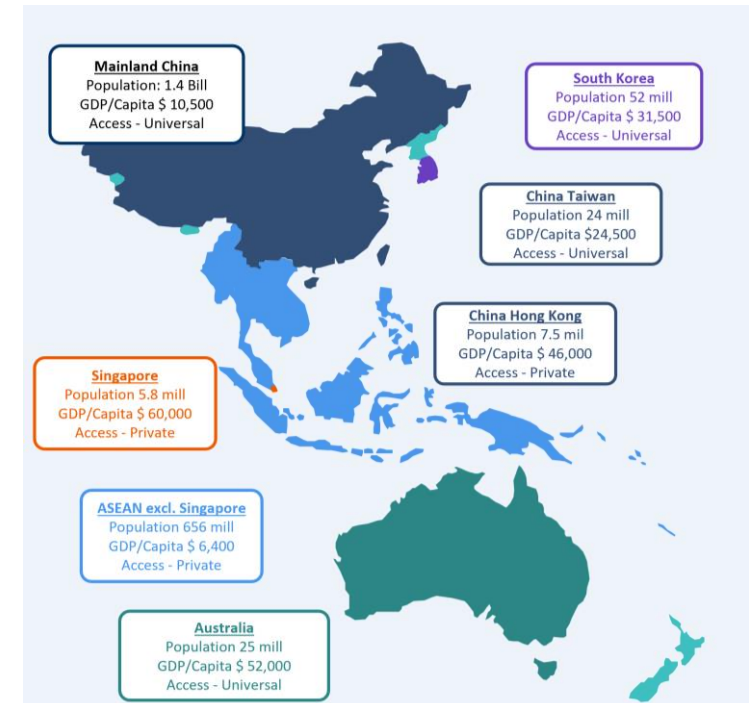 Mainland China
Population: 1.4 Bill
GDP/Capita $ 10,500
Access - Universal
South Korea
Population 52 mill
GDP/Capita $ 31,500
Access - Universal
China Taiwan
Population 24 mill
GDP/Capita $24,500
Access - Universal
China Hong Kong
Population 7.5 mil
GDP/Capita $ 46,000
Access - Private
Singapore
Population 5.8 mill
GDP/Capita $ 60,000
Access - Private
ASEAN excl. Singapore
Population 656 mill
GDP/Capita $ 6,400
Access - Private
Australia
Population 25 mill
GDP/Capita $ 52,000
Access - Universal